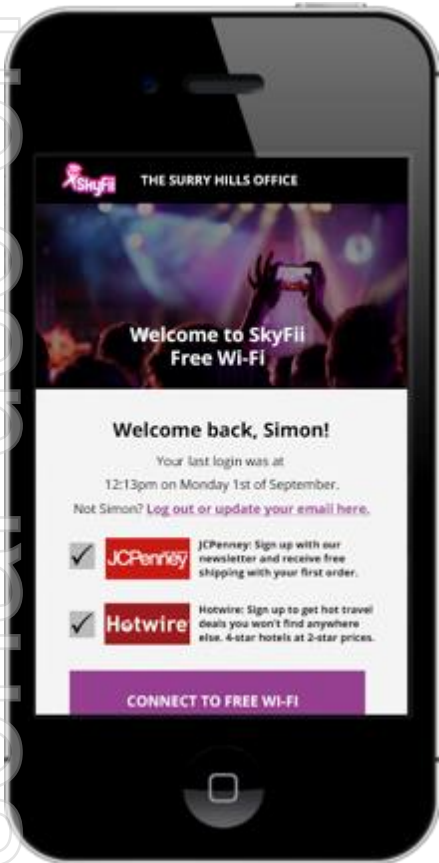 SkyFii THE SURRY HILLS OFFICE
Welcome to SkyFii
Free Wi-Fi
Welcome back, Simon!
Your last login was at
12:13pm on Monday 1st of September.
Not Simon? Log out or update your email here.
JCPenney
JCPenney: Sign up with our
newsletter and receive free
shipping with your first order.
Hotwire
Hotwire: Sign up to get hot travel
deals you won't find anywhere
else. 4-star hotels at 2-star prices.
CONNECT TO FREE WI-FI